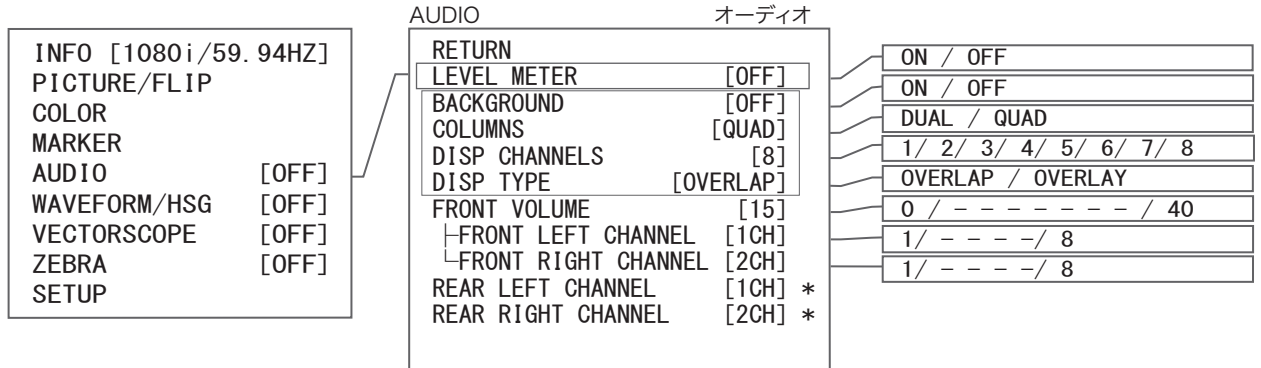 INFO [1080i/59.94HZ]
PICTURE/FLIP
COLOR
MARKER
AUDIO [OFF]
WAVEFORM/HSG [OFF]
VECTORSCOPE [OFF]
ZEBRA [OFF]
SETUP
AUDIO オーディオ
RETURN
LEVEL METER [OFF]
BACKGROUND [OFF]
COLUMNS [QUAD]
DISP CHANNELS [8]
DISP TYPE [OVERLAP]
FRONT VOLUME [15]
├FRONT LEFT CHANNEL [1CH]
└FRONT RIGHT CHANNEL [2CH]
REAR LEFT CHANNEL [1CH] *
REAR RIGHT CHANNEL [2CH] *
ON / OFF
ON / OFF
DUAL / QUAD
1/ 2/ 3/ 4/ 5/ 6/ 7/ 8
OVERLAP / OVERLAY
0 / - - - - - - - / 40
1/ - - - -/ 8
1/ - - - -/ 8